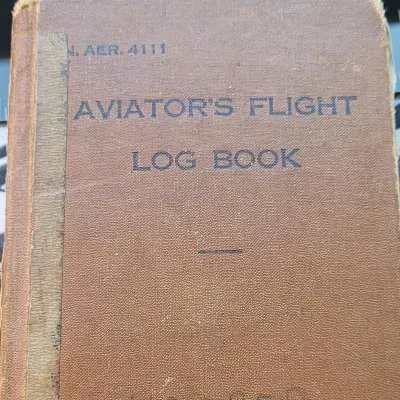 N. AER. 4111
AVIATOR'S FLIGHT
LOG BOOK